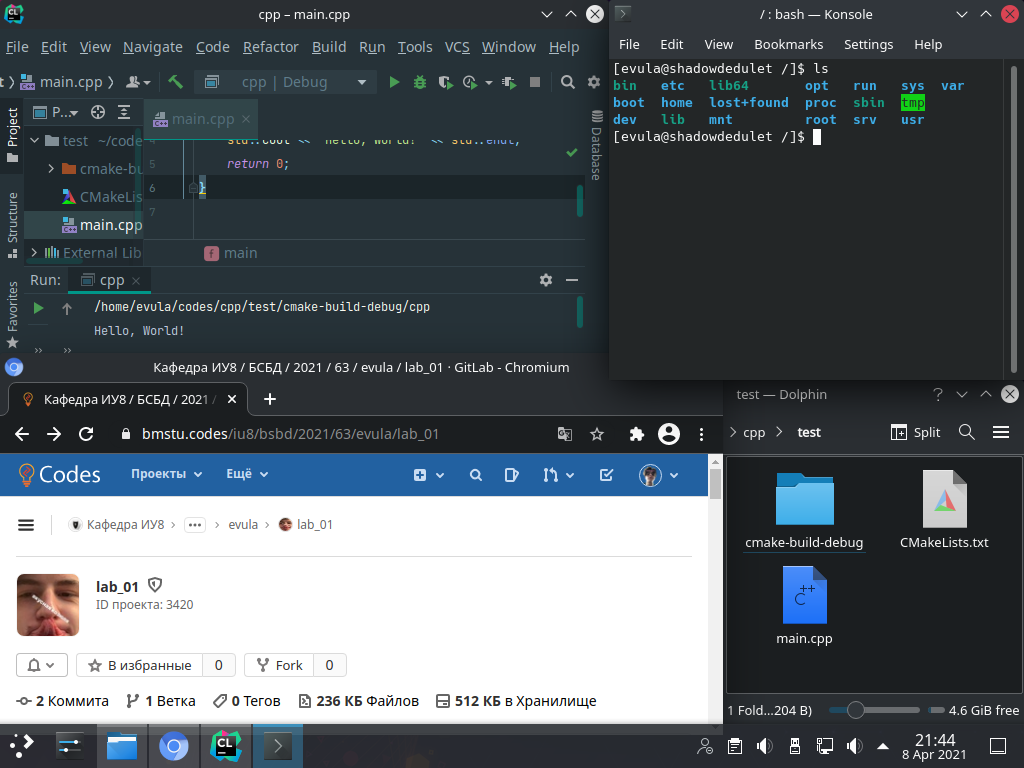 cpp – main.cpp
File Edit View Navigate Code Refactor Build Run Tools VCS Window Help
main.cpp
cpp | Debug
Project
Structure
Favorites
P...
main.cpp
test ~/code
cmake-bu
CMakeLis
main.cpp
External Lib
4 std::cout << "Hello, World!" << std::endl;
5 return 0;
6 }
7
Database
main
Run: cpp
/home/evula/codes/cpp/test/cmake-build-debug/cpp
Hello, World!
/ : bash — Konsole
File Edit View Bookmarks Settings Help
[evula@shadowdedulet /]$ ls
bin etc lib64 opt run sys var
boot home lost+found proc sbin tmp
dev lib mnt root srv usr
[evula@shadowdedulet /]$
Кафедра ИУ8 / БСБД / 2021 / 63 / evula / lab_01 · GitLab - Chromium
Кафедра ИУ8 / БСБД / 2021 /
bmstu.codes/iu8/bsbd/2021/63/evula/lab_01
Codes Проекты Ещё
Кафедра ИУ8 › ••• › evula › lab_01
lab_01
ID проекта: 3420
В избранные 0 Fork 0
2 Коммита 1 Ветка 0 Тегов 236 КБ Файлов 512 КБ в Хранилище
test — Dolphin
cpp test Split
cmake-build-debug
CMakeLists.txt
C++
main.cpp
1 Fold...204 B) 4.6 GiB free
CL
21:44
8 Apr 2021